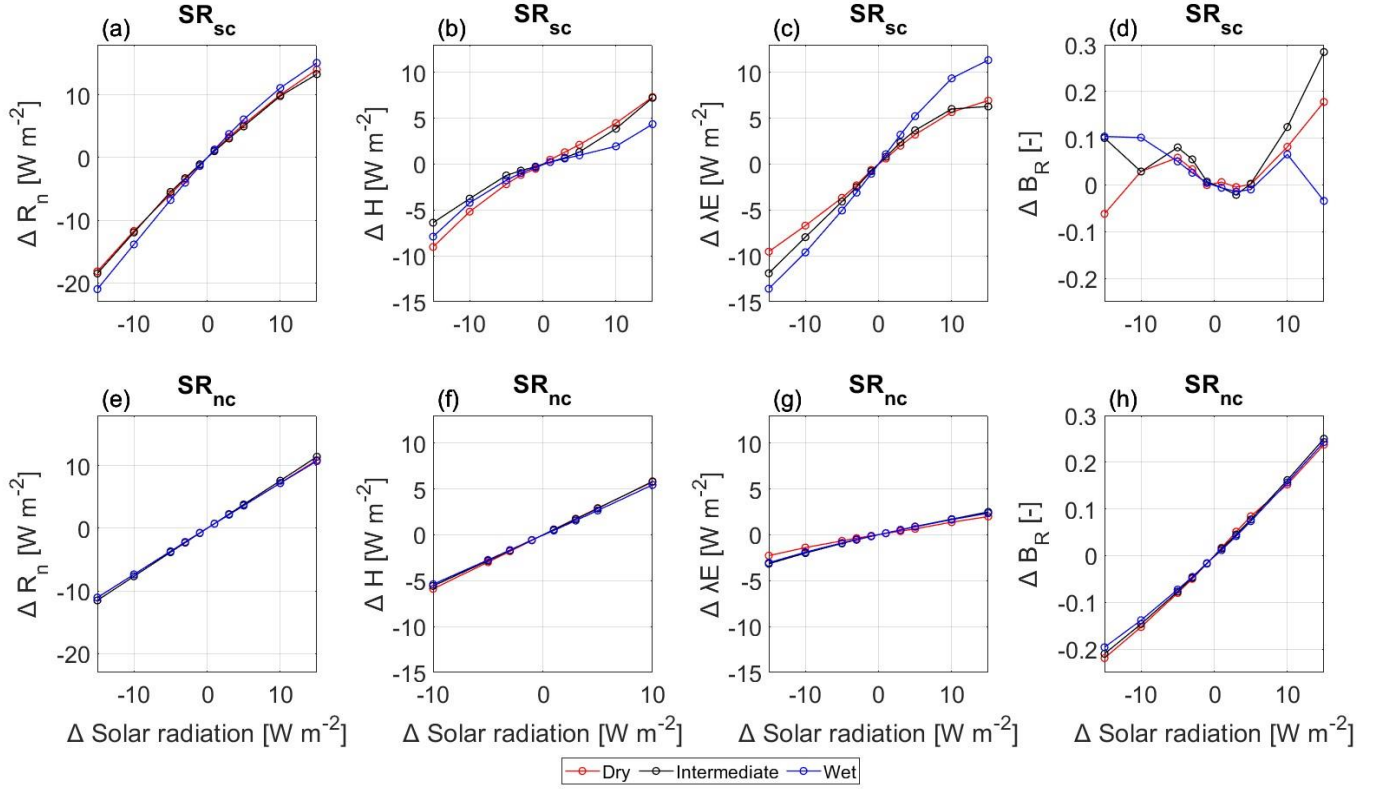 (a) SR_sc
Δ R_n [W m^-2]
10
0
-10
-20
-10 0 10
(b) SR_sc
Δ H [W m^-2]
10
5
0
-5
-10
-15
-10 0 10
(c) SR_sc
Δ λE [W m^-2]
10
5
0
-5
-10
-15
-10 0 10
(d) SR_sc
Δ B_R [-]
0.3
0.2
0.1
0
-0.1
-0.2
-10 0 10
(e) SR_nc
Δ R_n [W m^-2]
10
0
-10
-20
-10 0 10
Δ Solar radiation [W m^-2]
(f) SR_nc
Δ H [W m^-2]
10
5
0
-5
-10
-15
-10 -5 0 5 10
Δ Solar radiation [W m^-2]
(g) SR_nc
Δ λE [W m^-2]
10
5
0
-5
-10
-15
-10 0 10
Δ Solar radiation [W m^-2]
(h) SR_nc
Δ B_R [-]
0.3
0.2
0.1
0
-0.1
-0.2
-10 0 10
Δ Solar radiation [W m^-2]
Dry Intermediate Wet